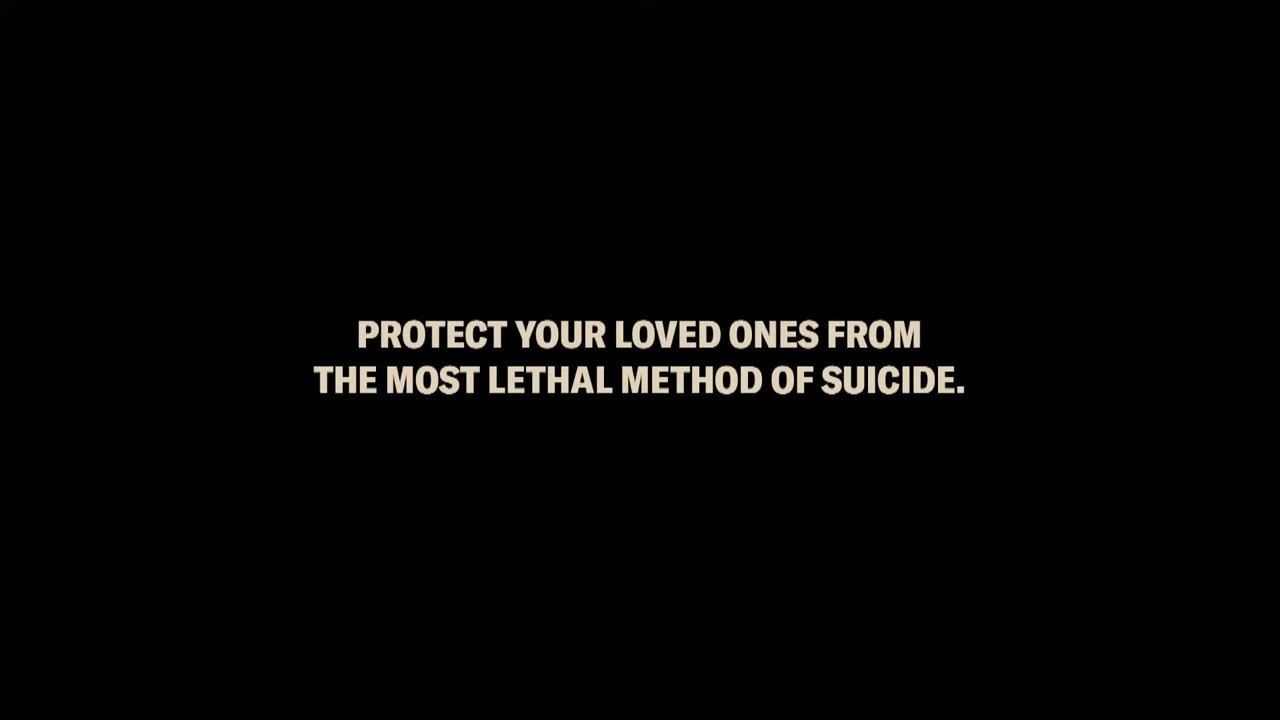 PROTECT YOUR LOVED ONES FROM
THE MOST LETHAL METHOD OF SUICIDE.